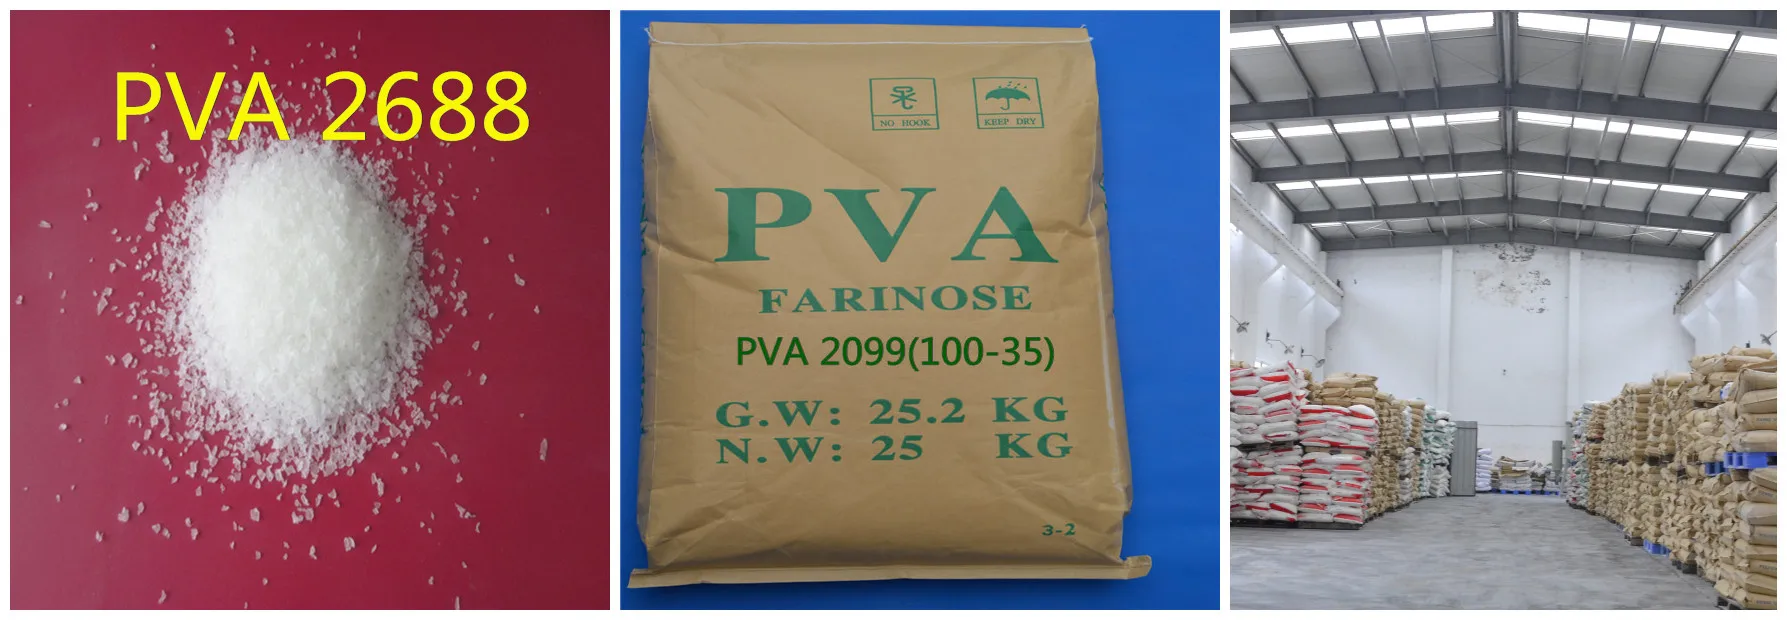 PVA 2688
NO HOOK
KEEP DRY
PVA
FARINOSE
PVA 2099(100-35)
G.W: 25.2 KG
N.W: 25 KG
3-2